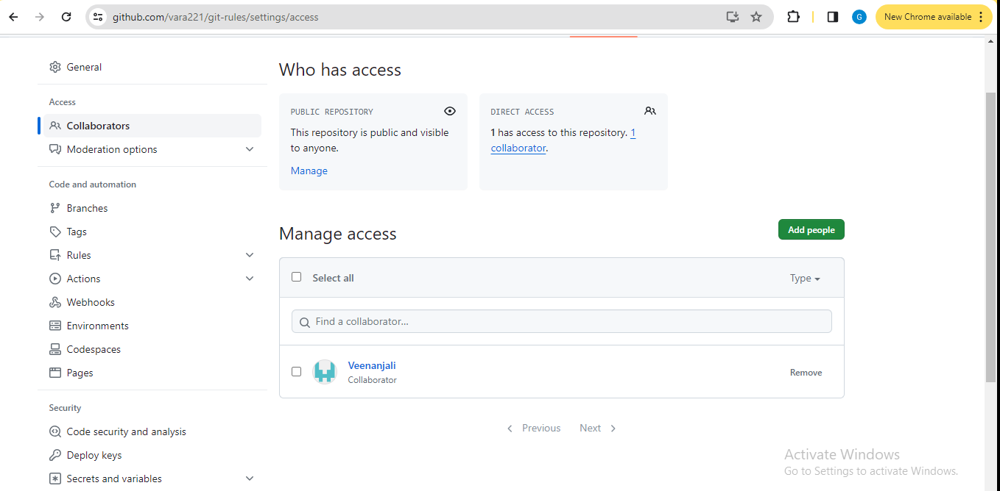 github.com/vara221/git-rules/settings/access
G
New Chrome available
General
Access
Collaborators
Moderation options
Code and automation
Branches
Tags
Rules
Actions
Webhooks
Environments
Codespaces
Pages
Security
Code security and analysis
Deploy keys
Secrets and variables
Who has access
PUBLIC REPOSITORY
This repository is public and visible
to anyone.
Manage
DIRECT ACCESS
1 has access to this repository. 1
collaborator.
Manage access
Add people
Select all
Type
Find a collaborator...
Veenanjali
Collaborator
Remove
Previous
Next
Activate Windows
Go to Settings to activate Windows.